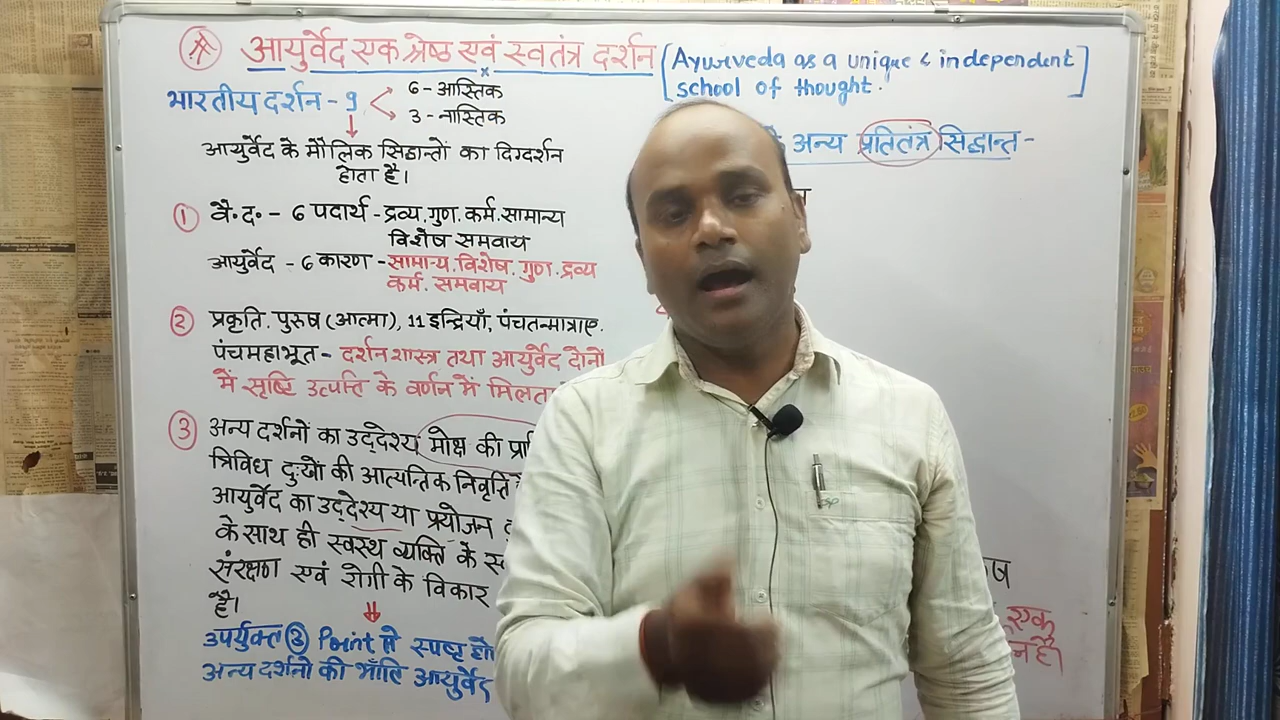 आयुर्वेद एक श्रेष्ठ एवं स्वतंत्र दर्शन [Ayurveda as a unique & independent
school of thought.]
भारतीय दर्शन - 9
6 - आस्तिक
3 - नास्तिक
आयुर्वेद के मौलिक सिद्धान्तों का दिग्दर्शन
होता है।
① वै.द. - 6 पदार्थ - द्रव्य.गुण.कर्म.सामान्य
विशेष समवाय
आयुर्वेद - 6 कारण - सामान्य.विशेष.गुण.द्रव्य
कर्म. समवाय
② प्रकृति. पुरुष (आत्मा), 11 इन्द्रियाँ, पंचतन्मात्राए.
पंचमहाभूत - दर्शन शास्त्र तथा आयुर्वेद दोनों
में सृष्टि उत्पत्ति के वर्णन में मिलता
③ अन्य दर्शनों का उद्देश्य मोक्ष की
त्रिविध दुःखो की आत्यन्तिक निवृत्ति
आयुर्वेद का उद्देश्य या प्रयोजन
के साथ ही स्वस्थ व्यक्ति के
संरक्षण एवं रोगी के विकार
है।
उपर्युक्त ③ Point से स्पष्ट
अन्य दर्शनो की भाँति आयुर्वेद
अन्य प्रतितंत्र सिद्धान्त -
एक